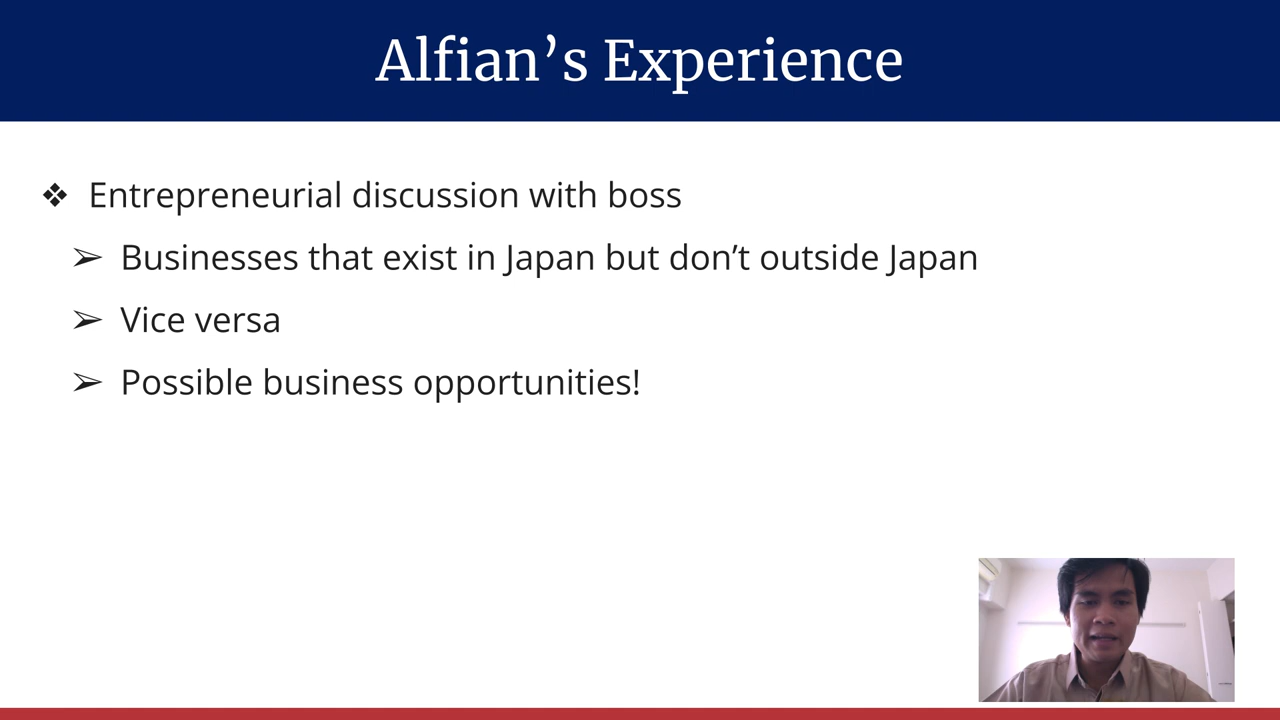 Alfian’s Experience
❖ Entrepreneurial discussion with boss
➢ Businesses that exist in Japan but don’t outside Japan
➢ Vice versa
➢ Possible business opportunities!